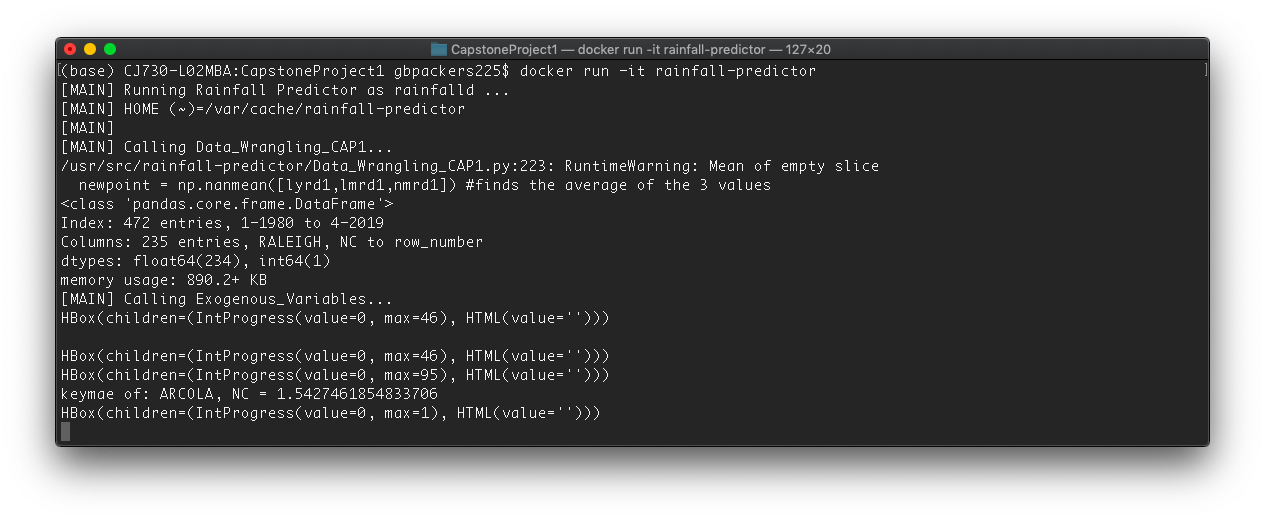 CapstoneProject1 — docker run -it rainfall-predictor — 127×20
(base) CJ730-L02MBA:CapstoneProject1 gbpackers225$ docker run -it rainfall-predictor
[MAIN] Running Rainfall Predictor as rainfalld ...
[MAIN] HOME (~)=/var/cache/rainfall-predictor
[MAIN]
[MAIN] Calling Data_Wrangling_CAP1...
/usr/src/rainfall-predictor/Data_Wrangling_CAP1.py:223: RuntimeWarning: Mean of empty slice
  newpoint = np.nanmean([lyrd1,lmrd1,nmrd1]) #finds the average of the 3 values
<class 'pandas.core.frame.DataFrame'>
Index: 472 entries, 1-1980 to 4-2019
Columns: 235 entries, RALEIGH, NC to row_number
dtypes: float64(234), int64(1)
memory usage: 890.2+ KB
[MAIN] Calling Exogenous_Variables...
HBox(children=(IntProgress(value=0, max=46), HTML(value='')))
HBox(children=(IntProgress(value=0, max=46), HTML(value='')))
HBox(children=(IntProgress(value=0, max=95), HTML(value='')))
keymae of: ARCOLA, NC = 1.5427461854833706
HBox(children=(IntProgress(value=0, max=1), HTML(value='')))